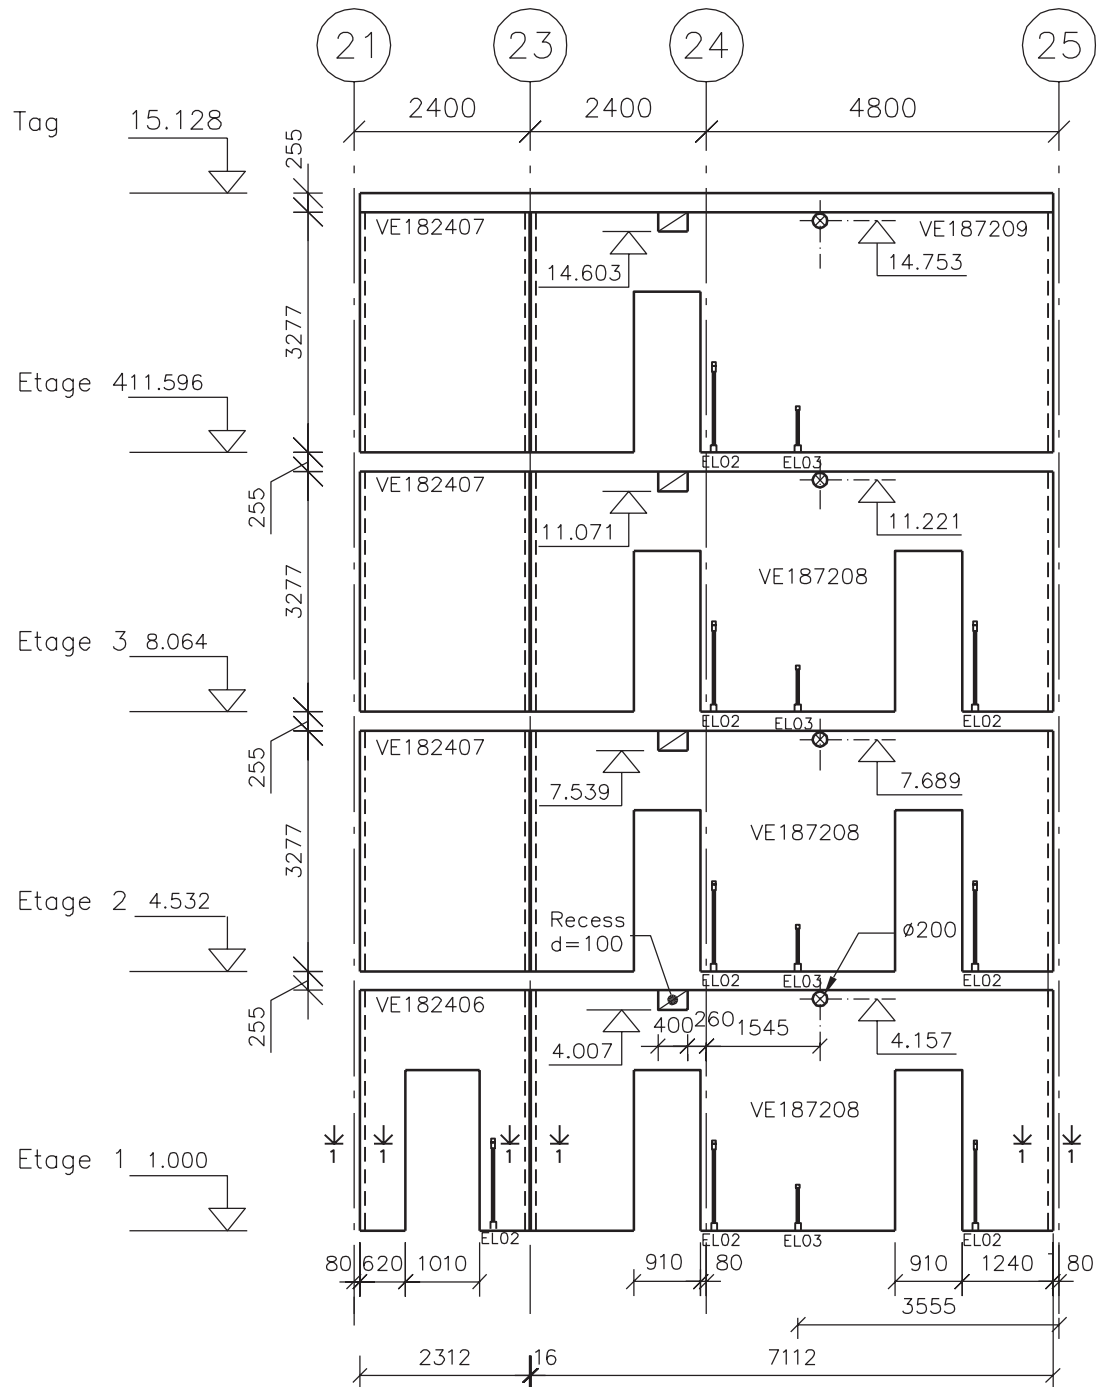 21 23 24 25
2400 2400 4800
Tag 15.128
255
VE182407 VE187209
14.603 14.753
3277
Etage 4 11.596
EL02 EL03
255
VE182407
11.071 11.221
VE187208
3277
Etage 3 8.064
EL02 EL03 EL02
255
VE182407
7.539 7.689
VE187208
3277
Etage 2 4.532
Recess
d=100
ø200
EL02 EL03 EL02
255
VE182406
400 260 1545
4.007 4.157
VE187208
1 1 1 1 1 1
Etage 1 1.000
EL02 EL02 EL03 EL02
80 620 1010 910 80 910 1240 80
3555
2312 16 7112